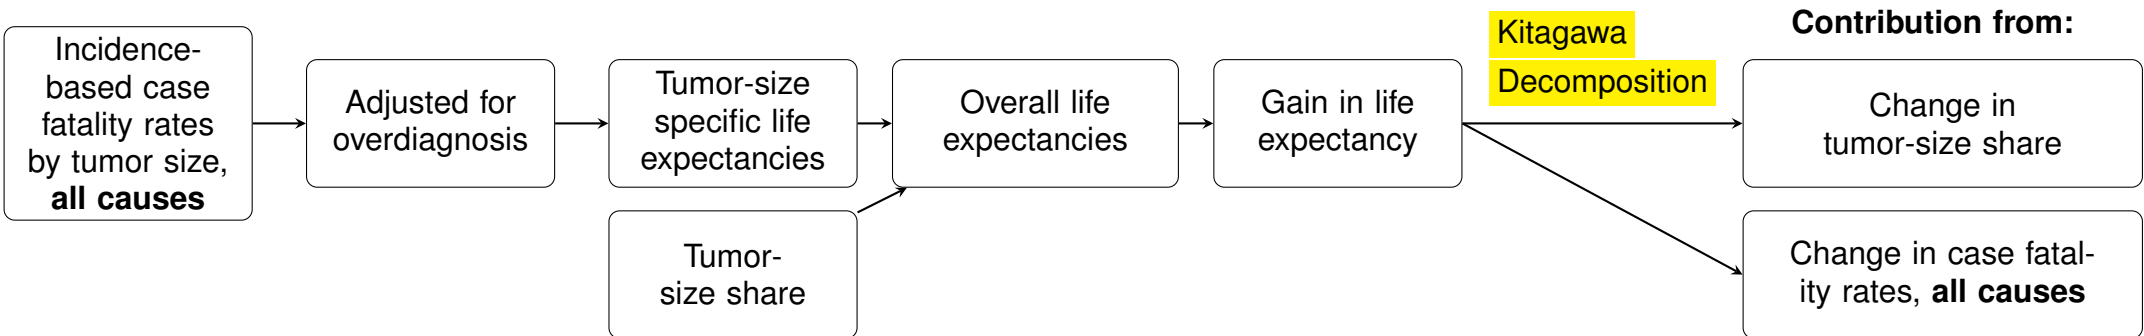 Incidence-
based case
fatality rates
by tumor size,
all causes
Adjusted for
overdiagnosis
Tumor-size
specific life
expectancies
Tumor-
size share
Overall life
expectancies
Gain in life
expectancy
Kitagawa
Decomposition
Contribution from:
Change in
tumor-size share
Change in case fatal-
ity rates, all causes